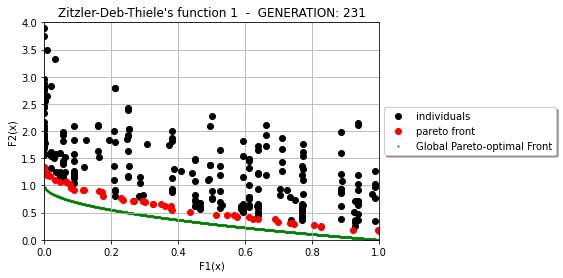 Zitzler-Deb-Thiele's function 1 - GENERATION: 231
4.0
3.5
3.0
2.5
2.0
1.5
1.0
0.5
0.0
F2(x)
0.0 0.2 0.4 0.6 0.8 1.0
F1(x)
individuals
pareto front
Global Pareto-optimal Front